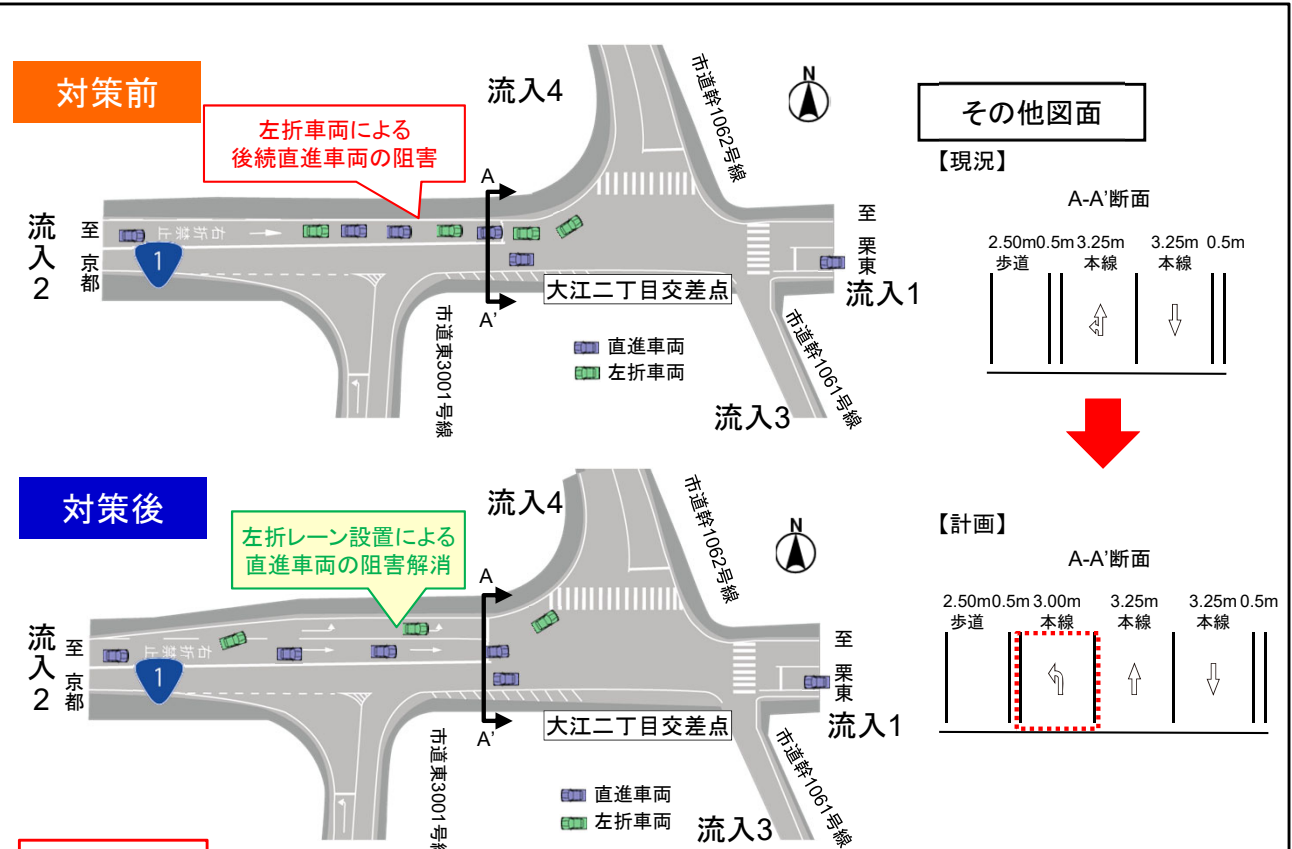 対策前
左折車両による
後続直進車両の阻害
流入4
市道幹1062号線
N
A
流入2
至京都
右折禁止
1
至栗東
流入1
大江二丁目交差点
A'
市道東3001号線
直進車両
左折車両
市道幹1061号線
流入3
その他図面
【現況】
A-A'断面
2.50m 0.5m 3.25m 3.25m 0.5m
歩道 本線 本線
対策後
左折レーン設置による
直進車両の阻害解消
流入4
市道幹1062号線
N
A
流入2
至京都
右折禁止
1
至栗東
流入1
大江二丁目交差点
A'
市道東3001号線
直進車両
左折車両
市道幹1061号線
流入3
【計画】
A-A'断面
2.50m 0.5m 3.00m 3.25m 3.25m 0.5m
歩道 本線 本線 本線